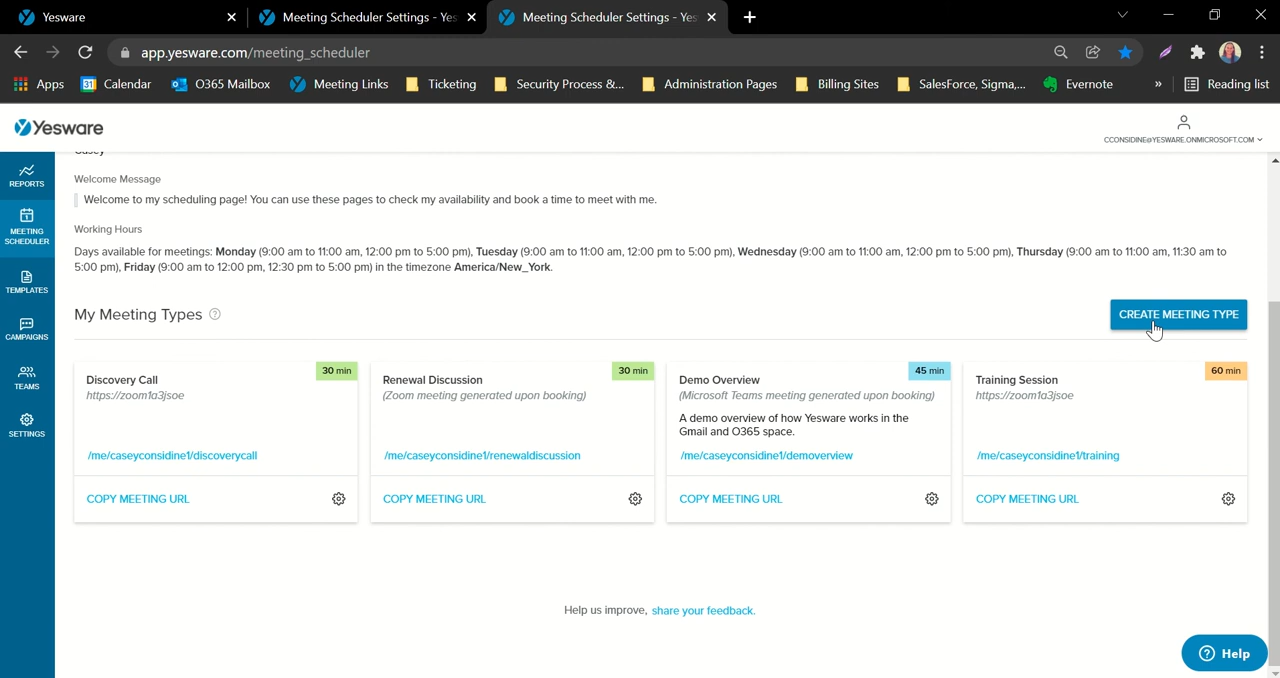 Yesware
Meeting Scheduler Settings - Yes
Meeting Scheduler Settings - Yes
app.yesware.com/meeting_scheduler
Apps
31 Calendar
O365 Mailbox
Meeting Links
Ticketing
Security Process &...
Administration Pages
Billing Sites
SalesForce, Sigma,...
Evernote
»
Reading list
Yesware
CCONSIDINE@YESWARE.ONMICROSOFT.COM
REPORTS
MEETING
SCHEDULER
TEMPLATES
CAMPAIGNS
TEAMS
SETTINGS
Casey
Welcome Message
Welcome to my scheduling page! You can use these pages to check my availability and book a time to meet with me.
Working Hours
Days available for meetings: Monday (9:00 am to 11:00 am, 12:00 pm to 5:00 pm), Tuesday (9:00 am to 11:00 am, 12:00 pm to 5:00 pm), Wednesday (9:00 am to 11:00 am, 12:00 pm to 5:00 pm), Thursday (9:00 am to 11:00 am, 11:30 am to
5:00 pm), Friday (9:00 am to 12:00 pm, 12:30 pm to 5:00 pm) in the timezone America/New_York.
My Meeting Types ?
CREATE MEETING TYPE
30 min
Discovery Call
https://zoom1a3jsoe
/me/caseyconsidine1/discoverycall
COPY MEETING URL
30 min
Renewal Discussion
(Zoom meeting generated upon booking)
/me/caseyconsidine1/renewaldiscussion
COPY MEETING URL
45 min
Demo Overview
(Microsoft Teams meeting generated upon booking)
A demo overview of how Yesware works in the
Gmail and O365 space.
/me/caseyconsidine1/demoverview
COPY MEETING URL
60 min
Training Session
https://zoom1a3jsoe
/me/caseyconsidine1/training
COPY MEETING URL
Help us improve, share your feedback.
? Help